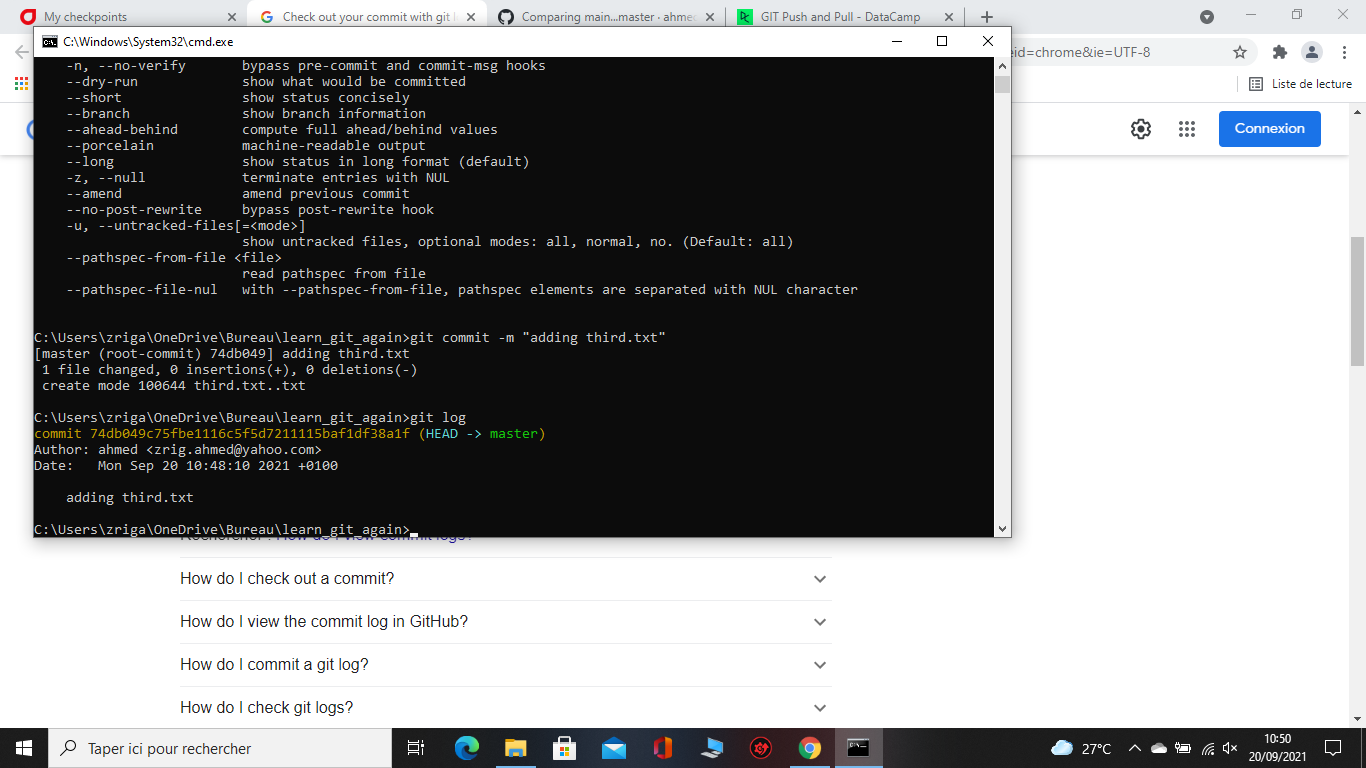 My checkpoints
Check out your commit with git l
Comparing main...master · ahme
GIT Push and Pull - DataCamp
C:\Windows\System32\cmd.exe
eid=chrome&ie=UTF-8
Liste de lecture
Connexion
-n, --no-verify bypass pre-commit and commit-msg hooks
--dry-run show what would be committed
--short show status concisely
--branch show branch information
--ahead-behind compute full ahead/behind values
--porcelain machine-readable output
--long show status in long format (default)
-z, --null terminate entries with NUL
--amend amend previous commit
--no-post-rewrite bypass post-rewrite hook
-u, --untracked-files[=<mode>]
show untracked files, optional modes: all, normal, no. (Default: all)
--pathspec-from-file <file>
read pathspec from file
--pathspec-file-nul with --pathspec-from-file, pathspec elements are separated with NUL character
C:\Users\zriga\OneDrive\Bureau\learn_git_again>git commit -m "adding third.txt"
[master (root-commit) 74db049] adding third.txt
1 file changed, 0 insertions(+), 0 deletions(-)
create mode 100644 third.txt..txt
C:\Users\zriga\OneDrive\Bureau\learn_git_again>git log
commit 74db049c75fbe1116c5f5d7211115baf1df38a1f (HEAD -> master)
Author: ahmed <zrig.ahmed@yahoo.com>
Date: Mon Sep 20 10:48:10 2021 +0100
adding third.txt
C:\Users\zriga\OneDrive\Bureau\learn_git_again>
How do I check out a commit?
How do I view the commit log in GitHub?
How do I commit a git log?
How do I check git logs?
Taper ici pour rechercher
27°C
10:50
20/09/2021